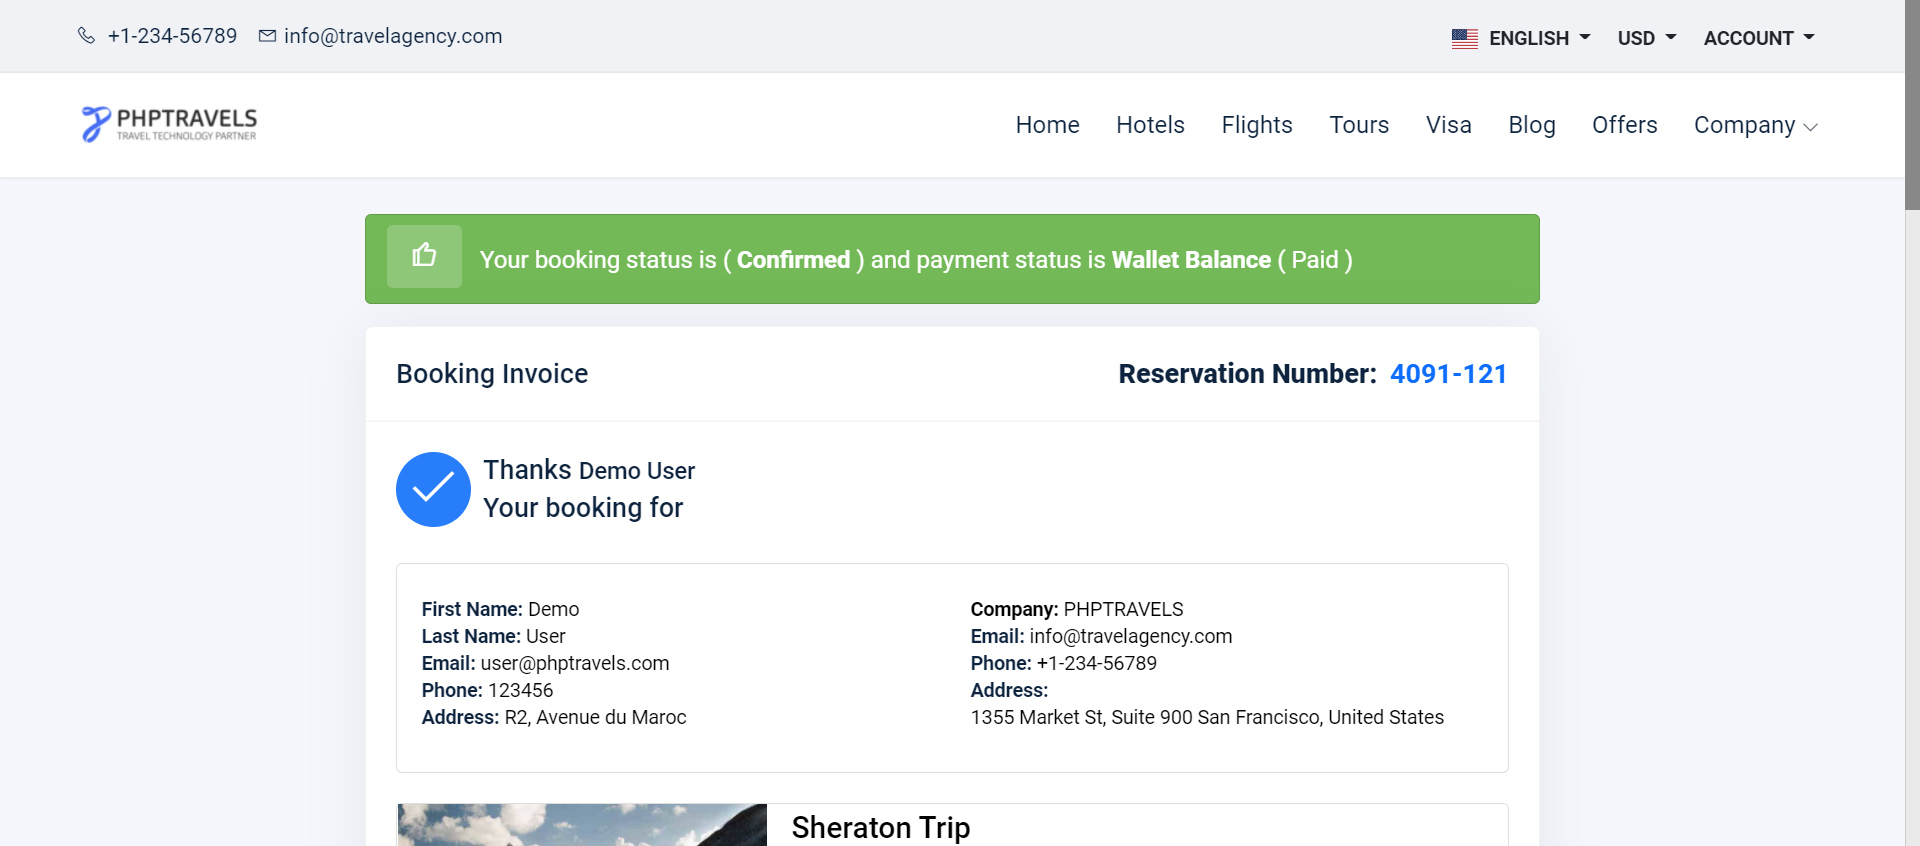 +1-234-56789 info@travelagency.com ENGLISH USD ACCOUNT
PHPTRAVELS
TRAVEL TECHNOLOGY PARTNER
Home Hotels Flights Tours Visa Blog Offers Company
Your booking status is ( Confirmed ) and payment status is Wallet Balance ( Paid )
Booking Invoice Reservation Number: 4091-121
Thanks Demo User
Your booking for
First Name: Demo
Last Name: User
Email: user@phptravels.com
Phone: 123456
Address: R2, Avenue du Maroc
Company: PHPTRAVELS
Email: info@travelagency.com
Phone: +1-234-56789
Address:
1355 Market St, Suite 900 San Francisco, United States
Sheraton Trip